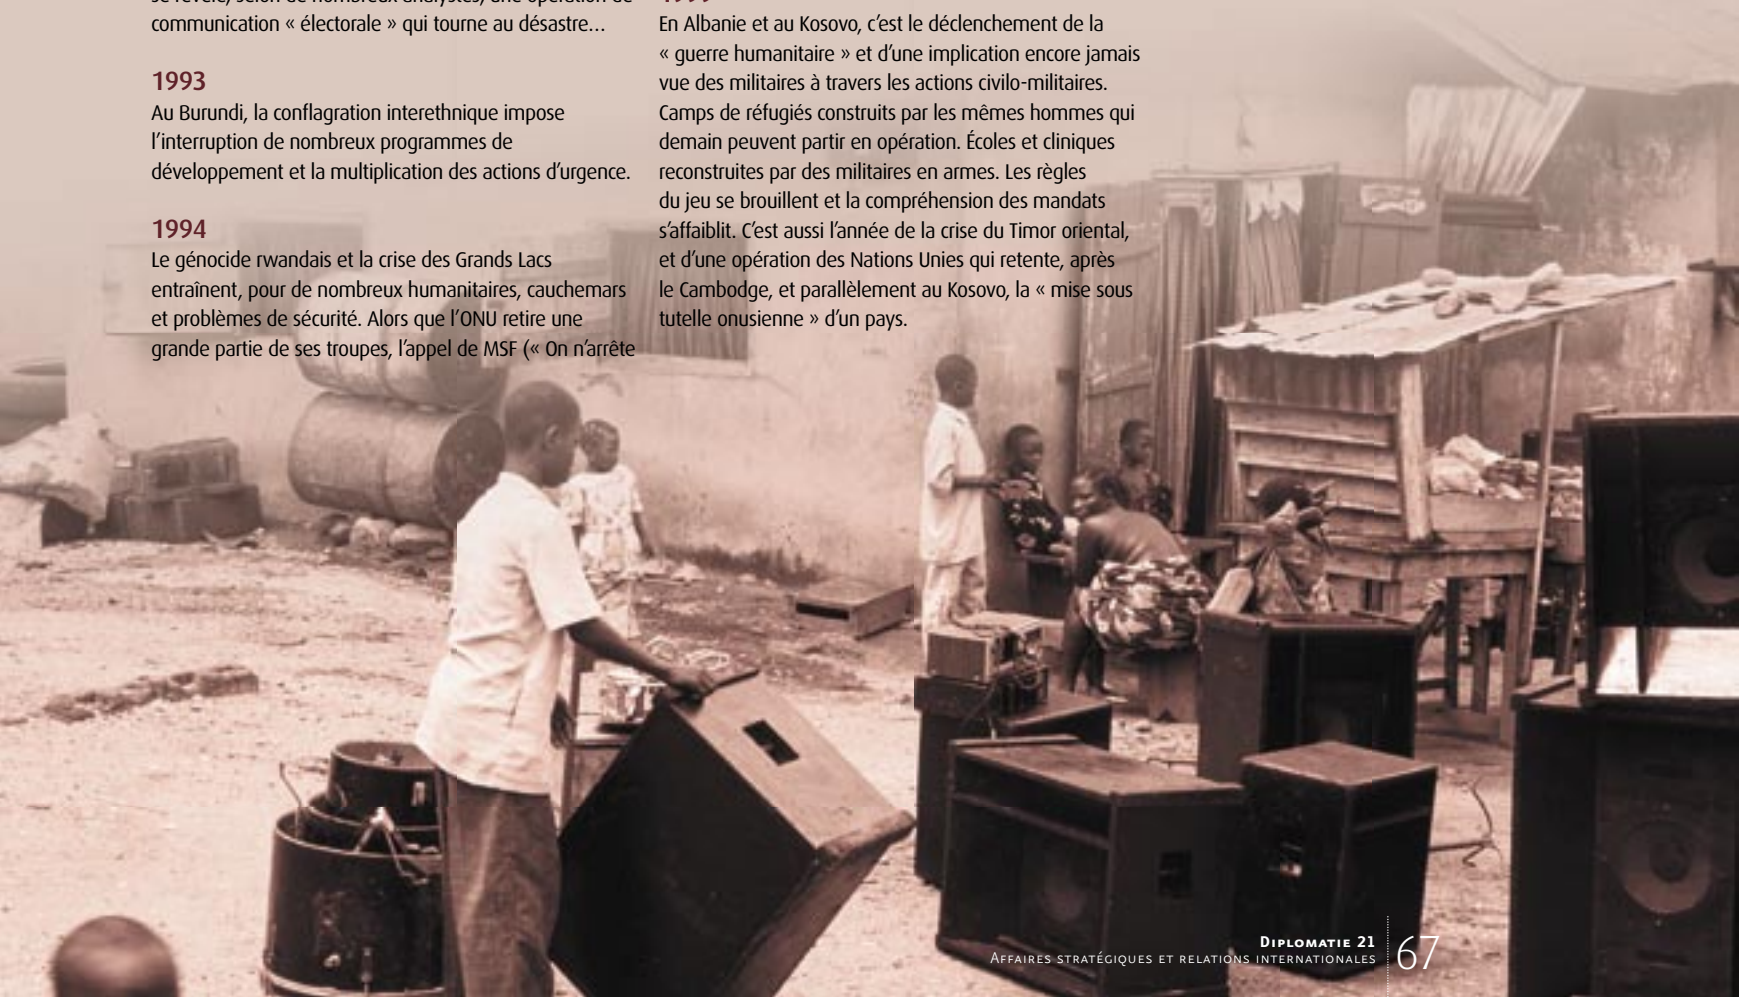 communication « électorale » qui tourne au désastre…
1993
Au Burundi, la conflagration interethnique impose
l’interruption de nombreux programmes de
développement et la multiplication des actions d’urgence.
1994
Le génocide rwandais et la crise des Grands Lacs
entraînent, pour de nombreux humanitaires, cauchemars
et problèmes de sécurité. Alors que l’ONU retire une
grande partie de ses troupes, l’appel de MSF (« On n’arrête
En Albanie et au Kosovo, c’est le déclenchement de la
« guerre humanitaire » et d’une implication encore jamais
vue des militaires à travers les actions civilo-militaires.
Camps de réfugiés construits par les mêmes hommes qui
demain peuvent partir en opération. Écoles et cliniques
reconstruites par des militaires en armes. Les règles
du jeu se brouillent et la compréhension des mandats
s’affaiblit. C’est aussi l’année de la crise du Timor oriental,
et d’une opération des Nations Unies qui retente, après
le Cambodge, et parallèlement au Kosovo, la « mise sous
tutelle onusienne » d’un pays.
Diplomatie 21
Affaires stratégiques et relations internationales
67